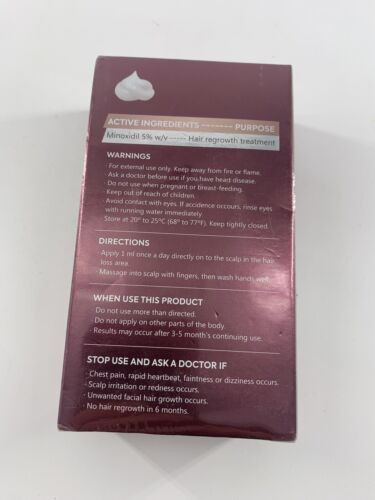 ACTIVE INGREDIENTS ------- PURPOSE
Minoxidil 5% w/v ----- Hair regrowth treatment
WARNINGS
· For external use only. Keep away from fire or flame.
· Ask a doctor before use if you have head disease.
· Do not use when pregnant or breast-feeding.
· Keep out of reach of children.
· Avoid contact with eyes. If accidence occurs, rinse eyes
with running water immediately
· Store at 20° to 25°C (68° to 77°F). Keep tightly closed.
DIRECTIONS
· Apply 1 ml once a day directly on to the scalp in the hair
loss area.
· Massage into scalp with fingers, then wash hands well.
WHEN USE THIS PRODUCT
· Do not use more than directed.
· Do not apply on other parts of the body.
· Results may occur after 3-5 month's continuing use.
STOP USE AND ASK A DOCTOR IF
· Chest pain, rapid heartbeat, faintness or dizziness occurs.
· Scalp irritation or redness occurs.
· Unwanted facial hair growth occurs.
· No hair regrowth in 6 months.